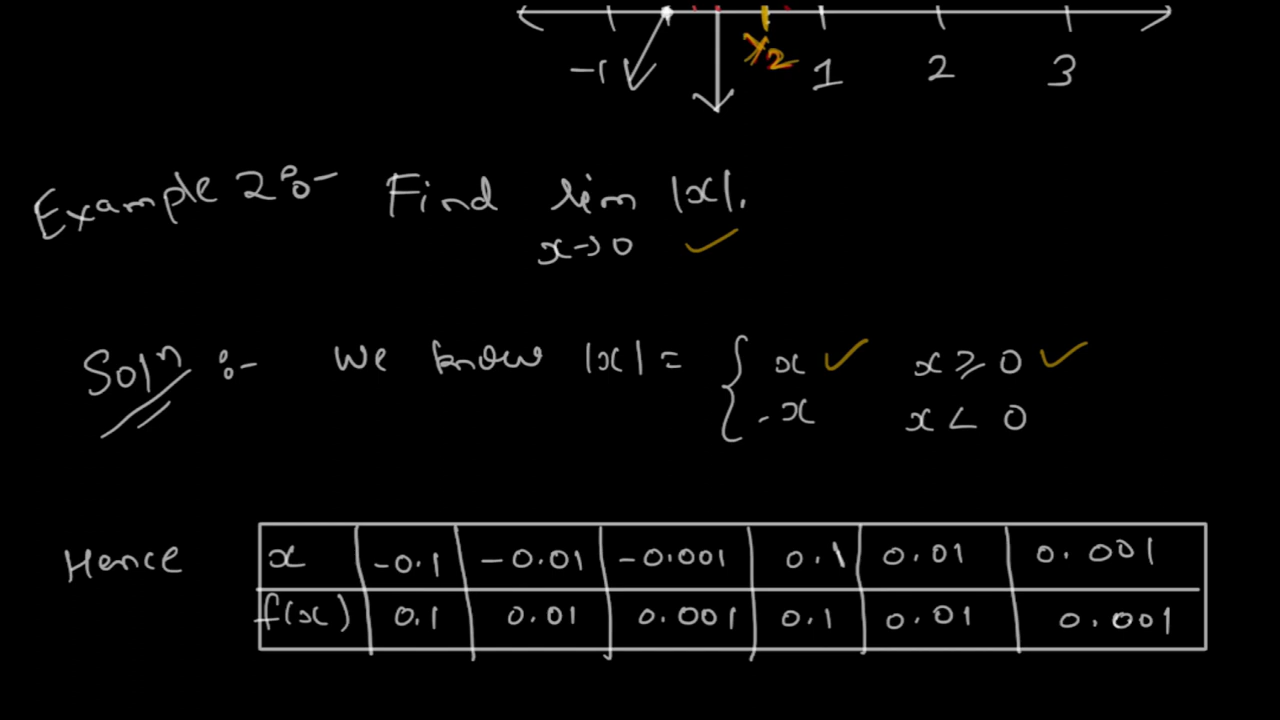 x₂
-1 1 2 3
Example 2:- Find lim |x|.
x→0
Soln :- We know |x| = { x x ≥ 0
-x x < 0
Hence x -0.1 -0.01 -0.001 0.1 0.01 0.001
f(x) 0.1 0.01 0.001 0.1 0.01 0.001